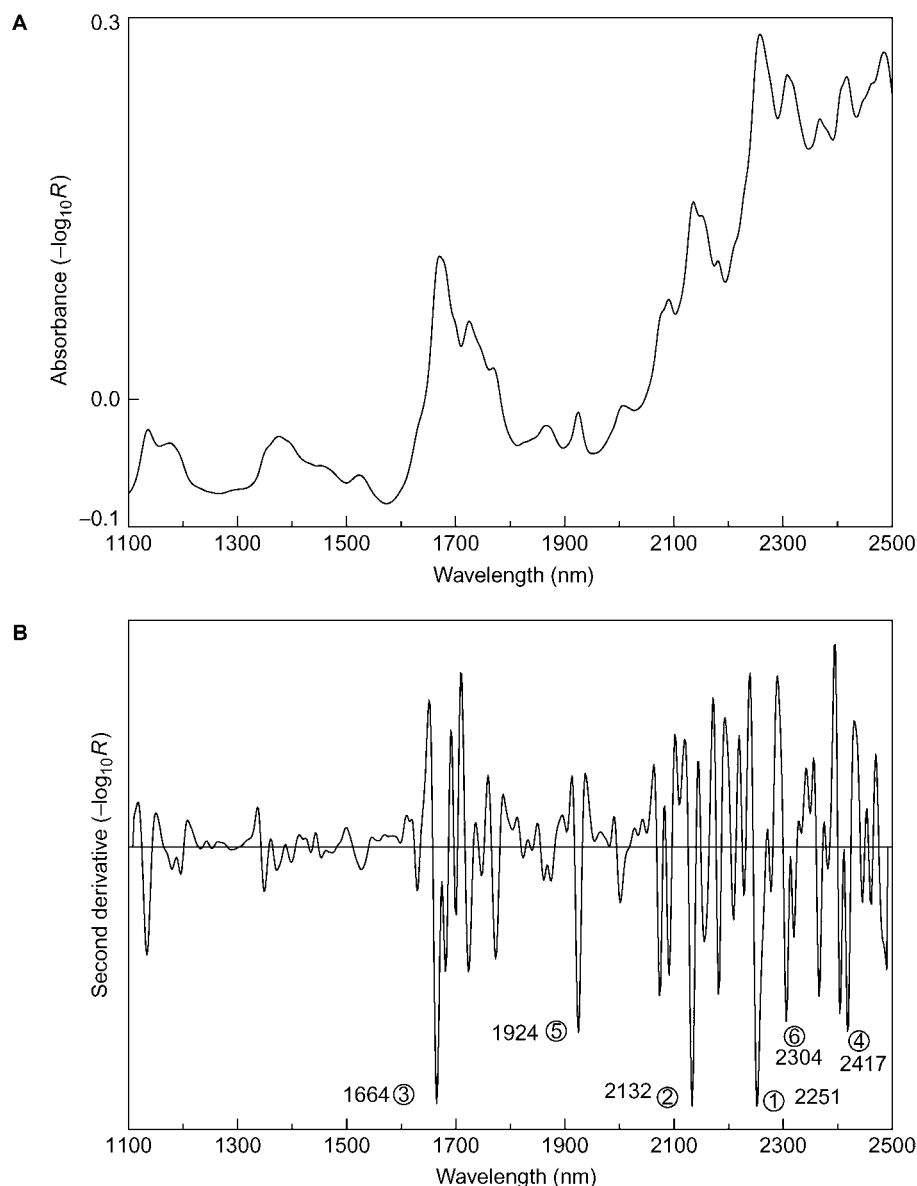 A
0.3
Absorbance (–log₁₀R)
0.0
–0.1
1100 1300 1500 1700 1900 2100 2300 2500
Wavelength (nm)
B
Second derivative (–log₁₀R)
1924 ⑤
⑥ ④
2304 2417
1664 ③
2132 ② ① 2251
1100 1300 1500 1700 1900 2100 2300 2500
Wavelength (nm)